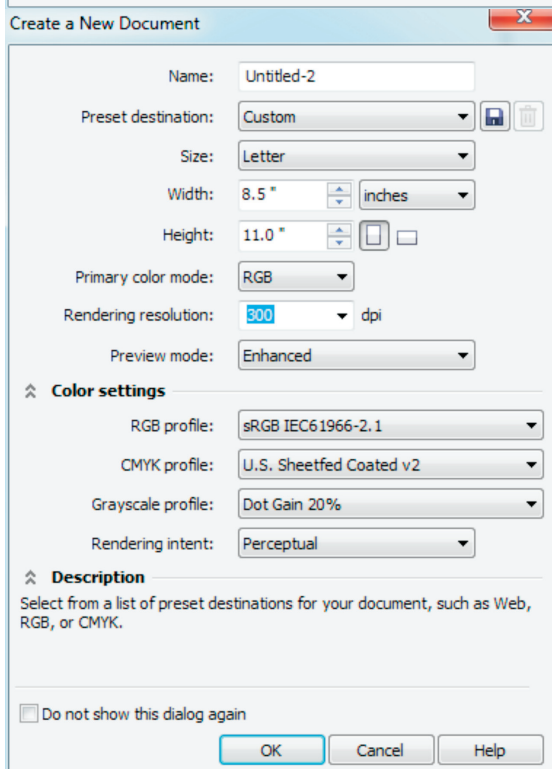 Create a New Document
Name: Untitled-2
Preset destination: Custom
Size: Letter
Width: 8.5 " inches
Height: 11.0 "
Primary color mode: RGB
Rendering resolution: 300 dpi
Preview mode: Enhanced
Color settings
RGB profile: sRGB IEC61966-2.1
CMYK profile: U.S. Sheetfed Coated v2
Grayscale profile: Dot Gain 20%
Rendering intent: Perceptual
Description
Select from a list of preset destinations for your document, such as Web,
RGB, or CMYK.
Do not show this dialog again
OK Cancel Help